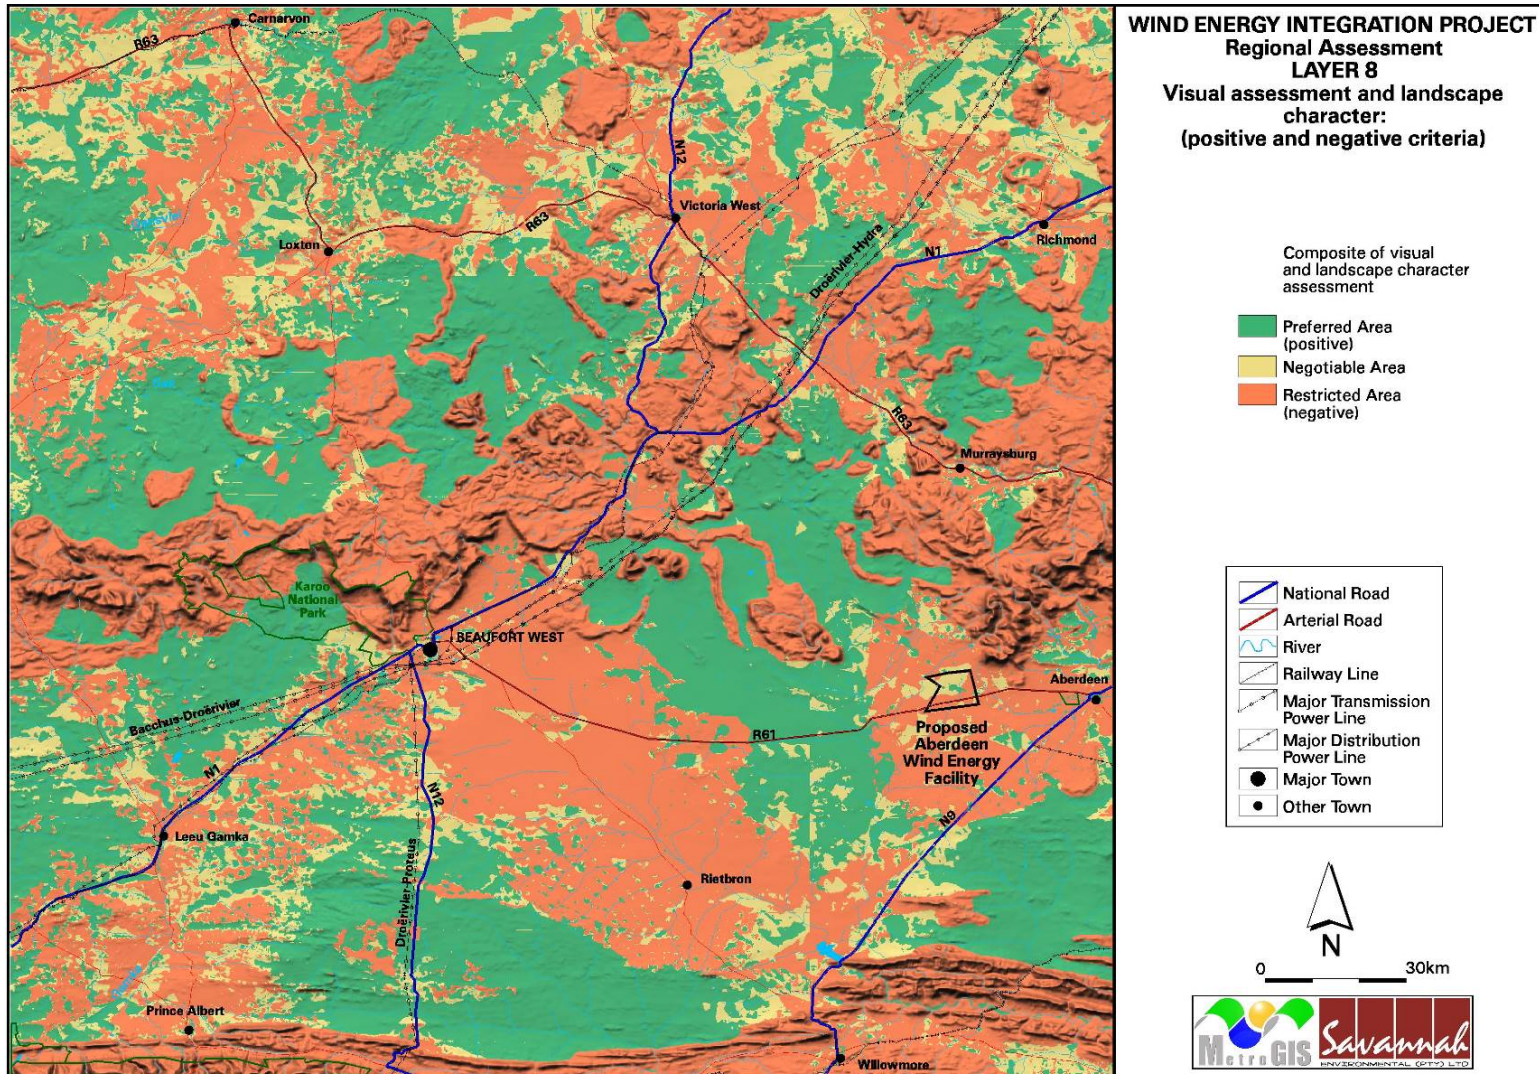 WIND ENERGY INTEGRATION PROJECT
Regional Assessment
LAYER 8
Visual assessment and landscape
character:
(positive and negative criteria)
Composite of visual
and landscape character
assessment
Preferred Area
(positive)
Negotiable Area
Restricted Area
(negative)
National Road
Arterial Road
River
Railway Line
Major Transmission
Power Line
Major Distribution
Power Line
Major Town
Other Town
N
0 30km
MetroGIS
Savannah
ENVIRONMENTAL (PTY) LTD
Carnarvon
R63
N12
Victoria West
R63
Loxton
Richmond
N1
Droërivier-Hydra
R63
Murraysburg
Karoo
National
Park
BEAUFORT WEST
Aberdeen
Bacchus-Droërivier
R61
Proposed
Aberdeen
Wind Energy
Facility
N1
N12
N9
Leeu Gamka
Droërivier-Proteus
Rietbron
Prince Albert
Willowmore